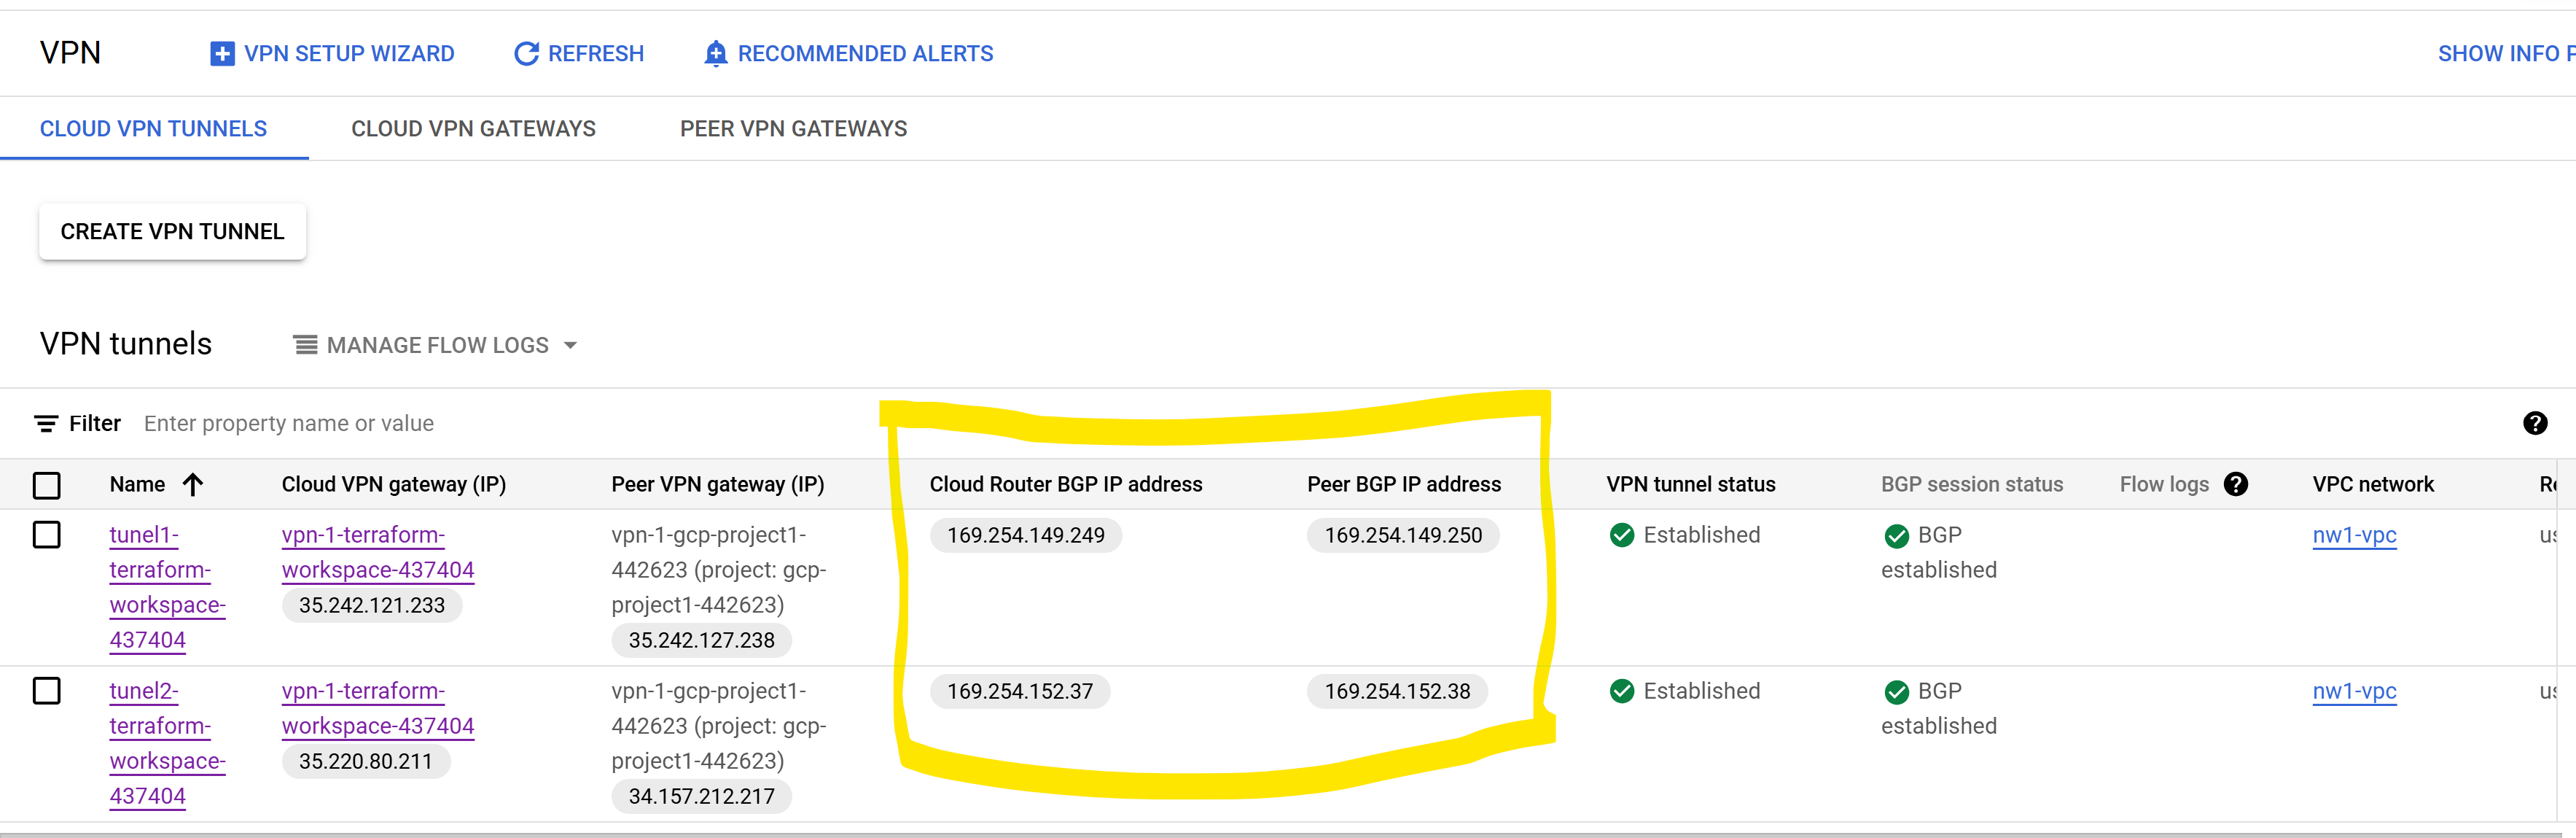 VPN
VPN SETUP WIZARD
REFRESH
RECOMMENDED ALERTS
SHOW INFO P
CLOUD VPN TUNNELS
CLOUD VPN GATEWAYS
PEER VPN GATEWAYS
CREATE VPN TUNNEL
VPN tunnels
MANAGE FLOW LOGS
Filter Enter property name or value
Name Cloud VPN gateway (IP) Peer VPN gateway (IP) Cloud Router BGP IP address Peer BGP IP address VPN tunnel status BGP session status Flow logs VPC network
tunel1-
terraform-
workspace-
437404
vpn-1-terraform-
workspace-437404
35.242.121.233
vpn-1-gcp-project1-
442623 (project: gcp-
project1-442623)
35.242.127.238
169.254.149.249
169.254.149.250
Established
BGP
established
nw1-vpc
us
tunel2-
terraform-
workspace-
437404
vpn-1-terraform-
workspace-437404
35.220.80.211
vpn-1-gcp-project1-
442623 (project: gcp-
project1-442623)
34.157.212.217
169.254.152.37
169.254.152.38
Established
BGP
established
nw1-vpc
us